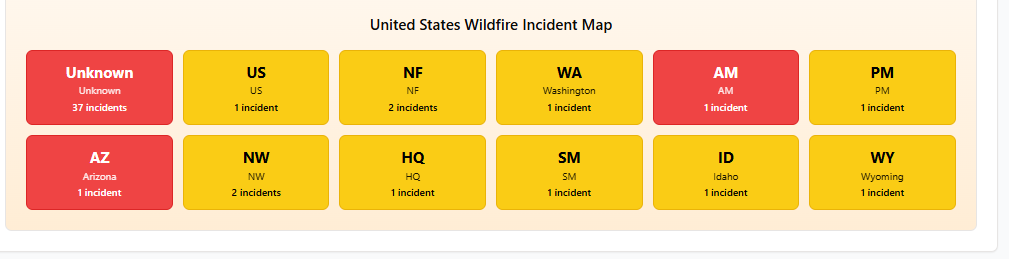 United States Wildfire Incident Map
Unknown
Unknown
37 incidents
US
US
1 incident
NF
NF
2 incidents
WA
Washington
1 incident
AM
AM
1 incident
PM
PM
1 incident
AZ
Arizona
1 incident
NW
NW
2 incidents
HQ
HQ
1 incident
SM
SM
1 incident
ID
Idaho
1 incident
WY
Wyoming
1 incident